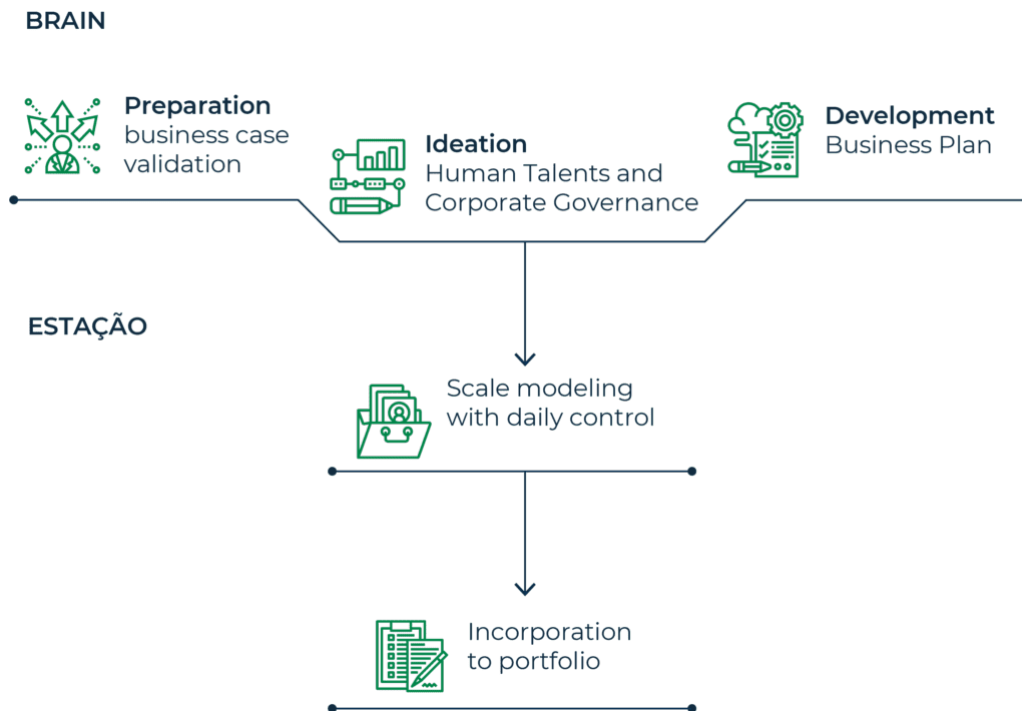 BRAIN
Preparation
business case
validation
Ideation
Human Talents and
Corporate Governance
Development
Business Plan
ESTAÇÃO
Scale modeling
with daily control
Incorporation
to portfolio